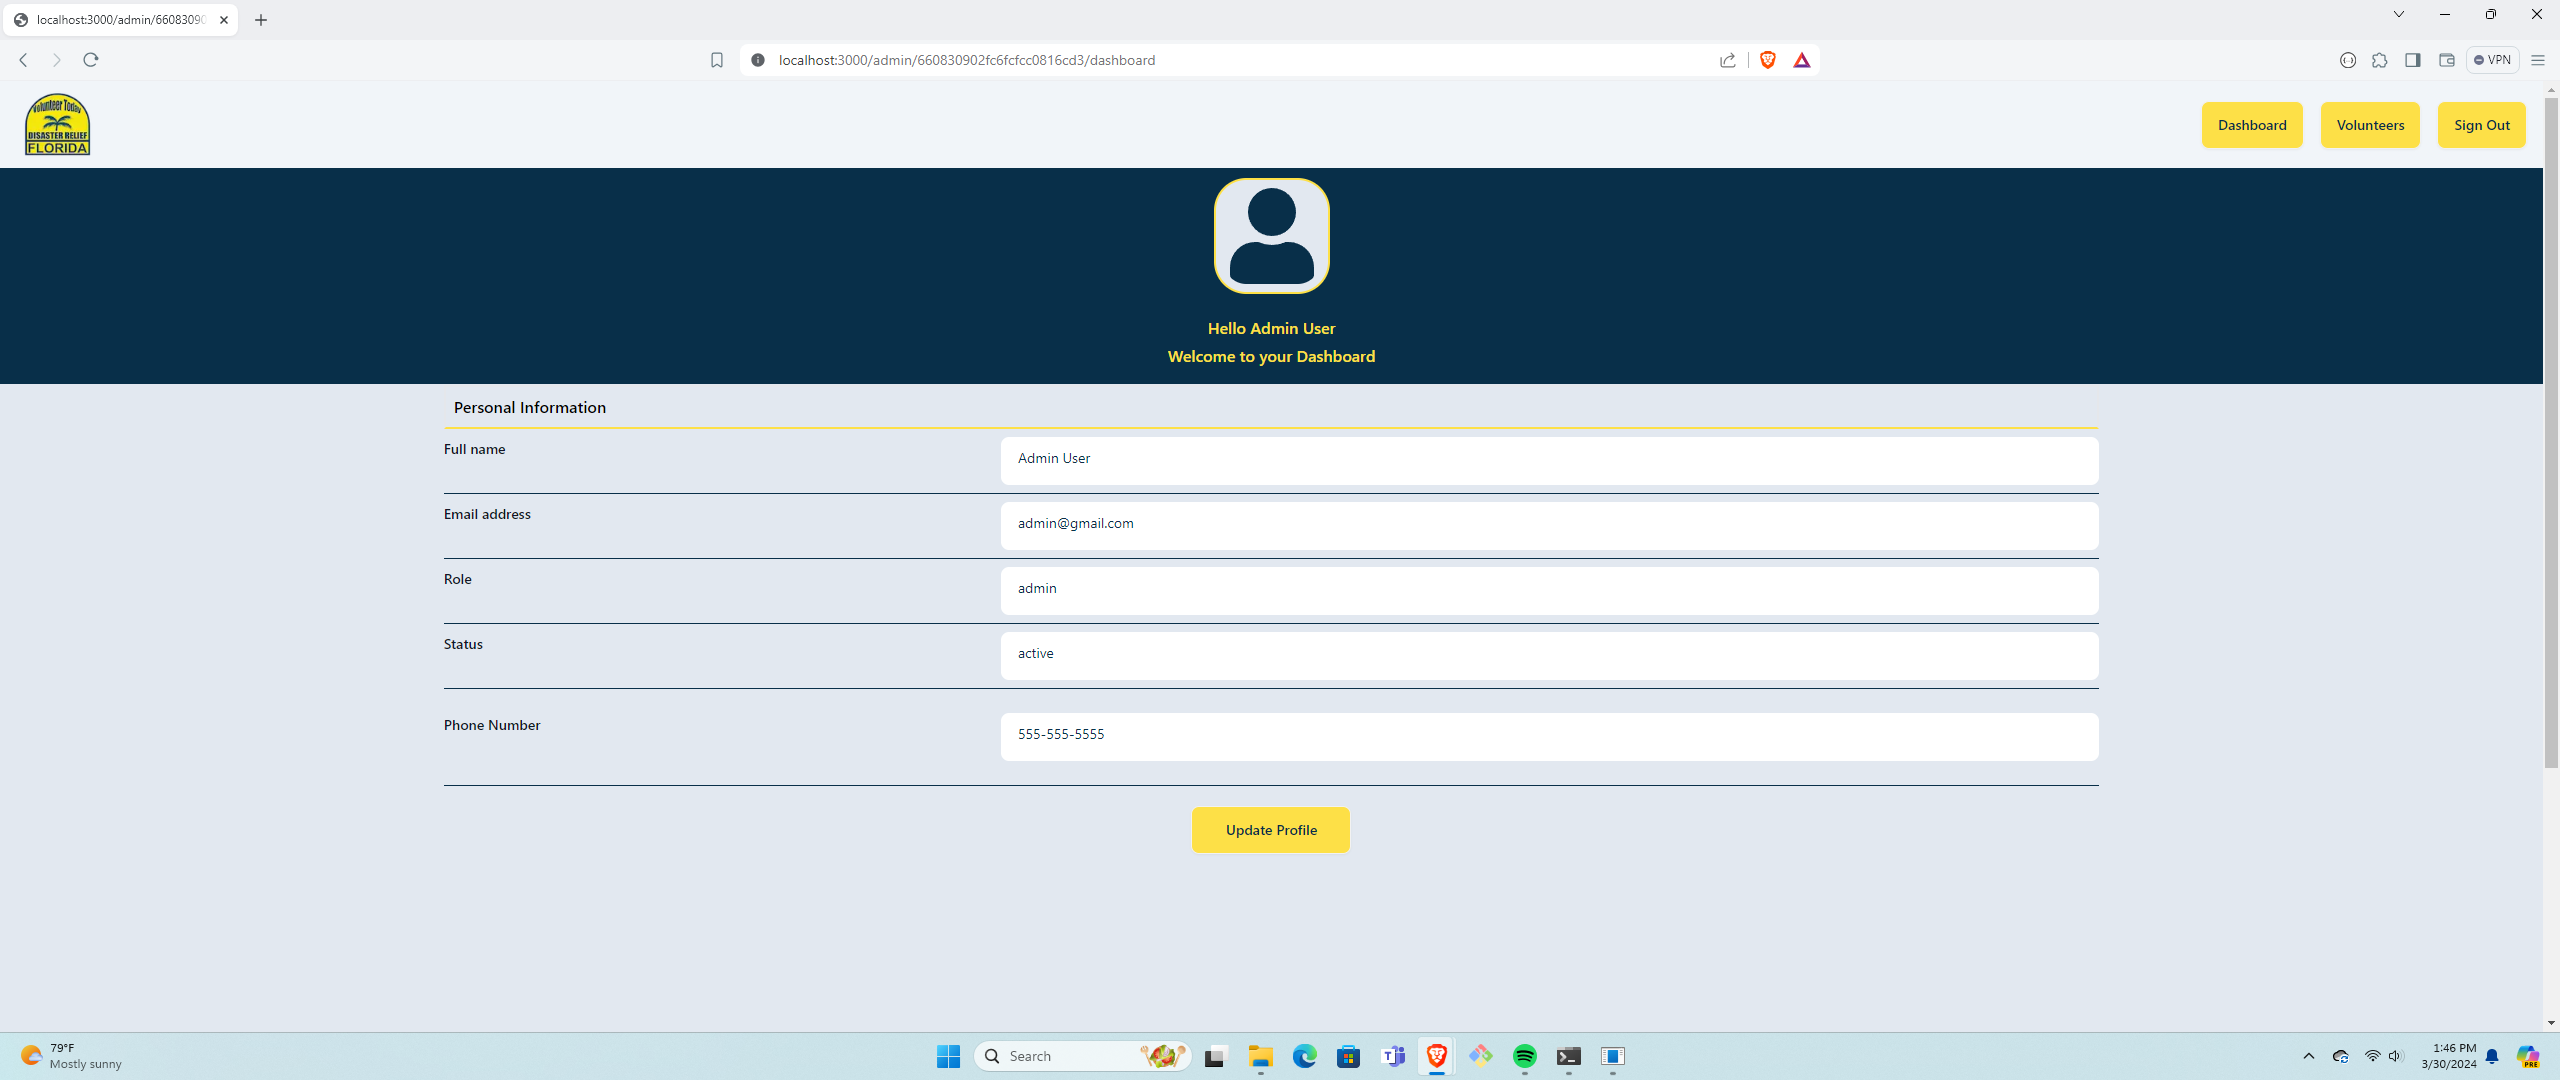 localhost:3000/admin/66083090
localhost:3000/admin/660830902fc6fcfcc0816cd3/dashboard
VPN
Volunteer Today
DISASTER RELIEF
FLORIDA
Dashboard
Volunteers
Sign Out
Hello Admin User
Welcome to your Dashboard
Personal Information
Full name
Admin User
Email address
admin@gmail.com
Role
admin
Status
active
Phone Number
555-555-5555
Update Profile
79°F
Mostly sunny
Search
1:46 PM
3/30/2024
PRE